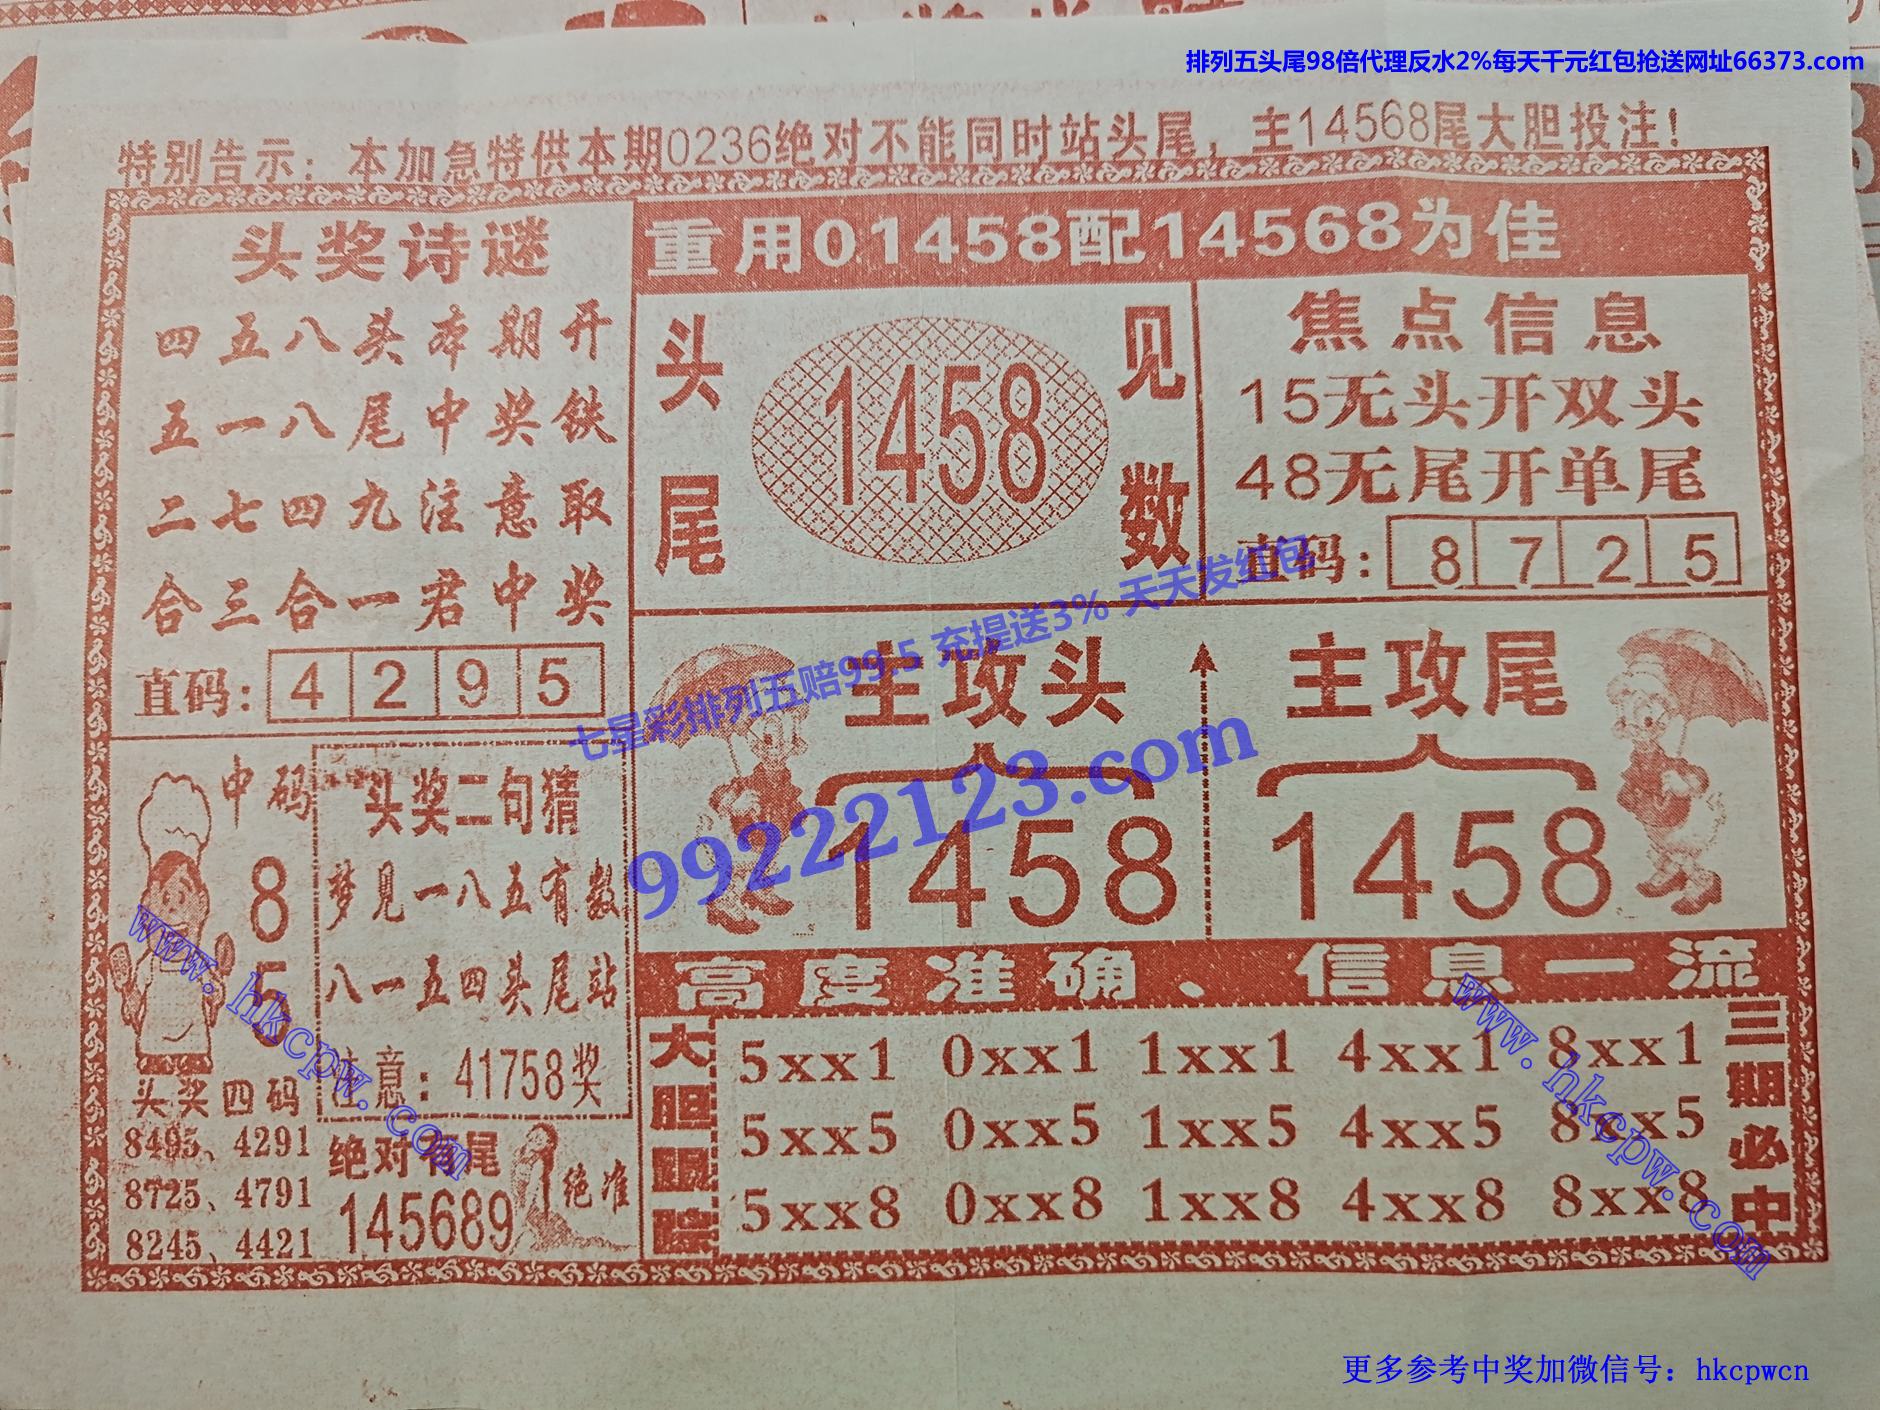 排列五头尾98倍代理反水2%每天千元红包抢送网址66373.com
特别告示：本加急特供本期0236绝对不能同时站头尾，主14568尾大胆投注！
头奖诗谜
四五八头本期开
五一八尾中奖铁
二七四九注意取
合三合一君中奖
直码：4295
重用01458配14568为佳
头尾
1458
见数
焦点信息
15无头开双头
48无尾开单尾
直码：8725
七星彩排列五赔99.5 充提送3% 天天发红包
99222123.com
主攻头
1458
主攻尾
1458
中码
8
5
头奖二句猜
梦见一八五有数
八一五四头尾站
注意：41758奖
www.hkcpw.com
头奖四码
8495、4291
8725、4791
8245、4421
绝对有尾
145689
绝准
高度准确、信息一流
大胆跟踪
5xx1 0xx1 1xx1 4xx1 8xx1
5xx5 0xx5 1xx5 4xx5 8xx5
5xx8 0xx8 1xx8 4xx8 8xx8
三期必中
www.hkcpw.com
更多参考中奖加微信号：hkcpwcn